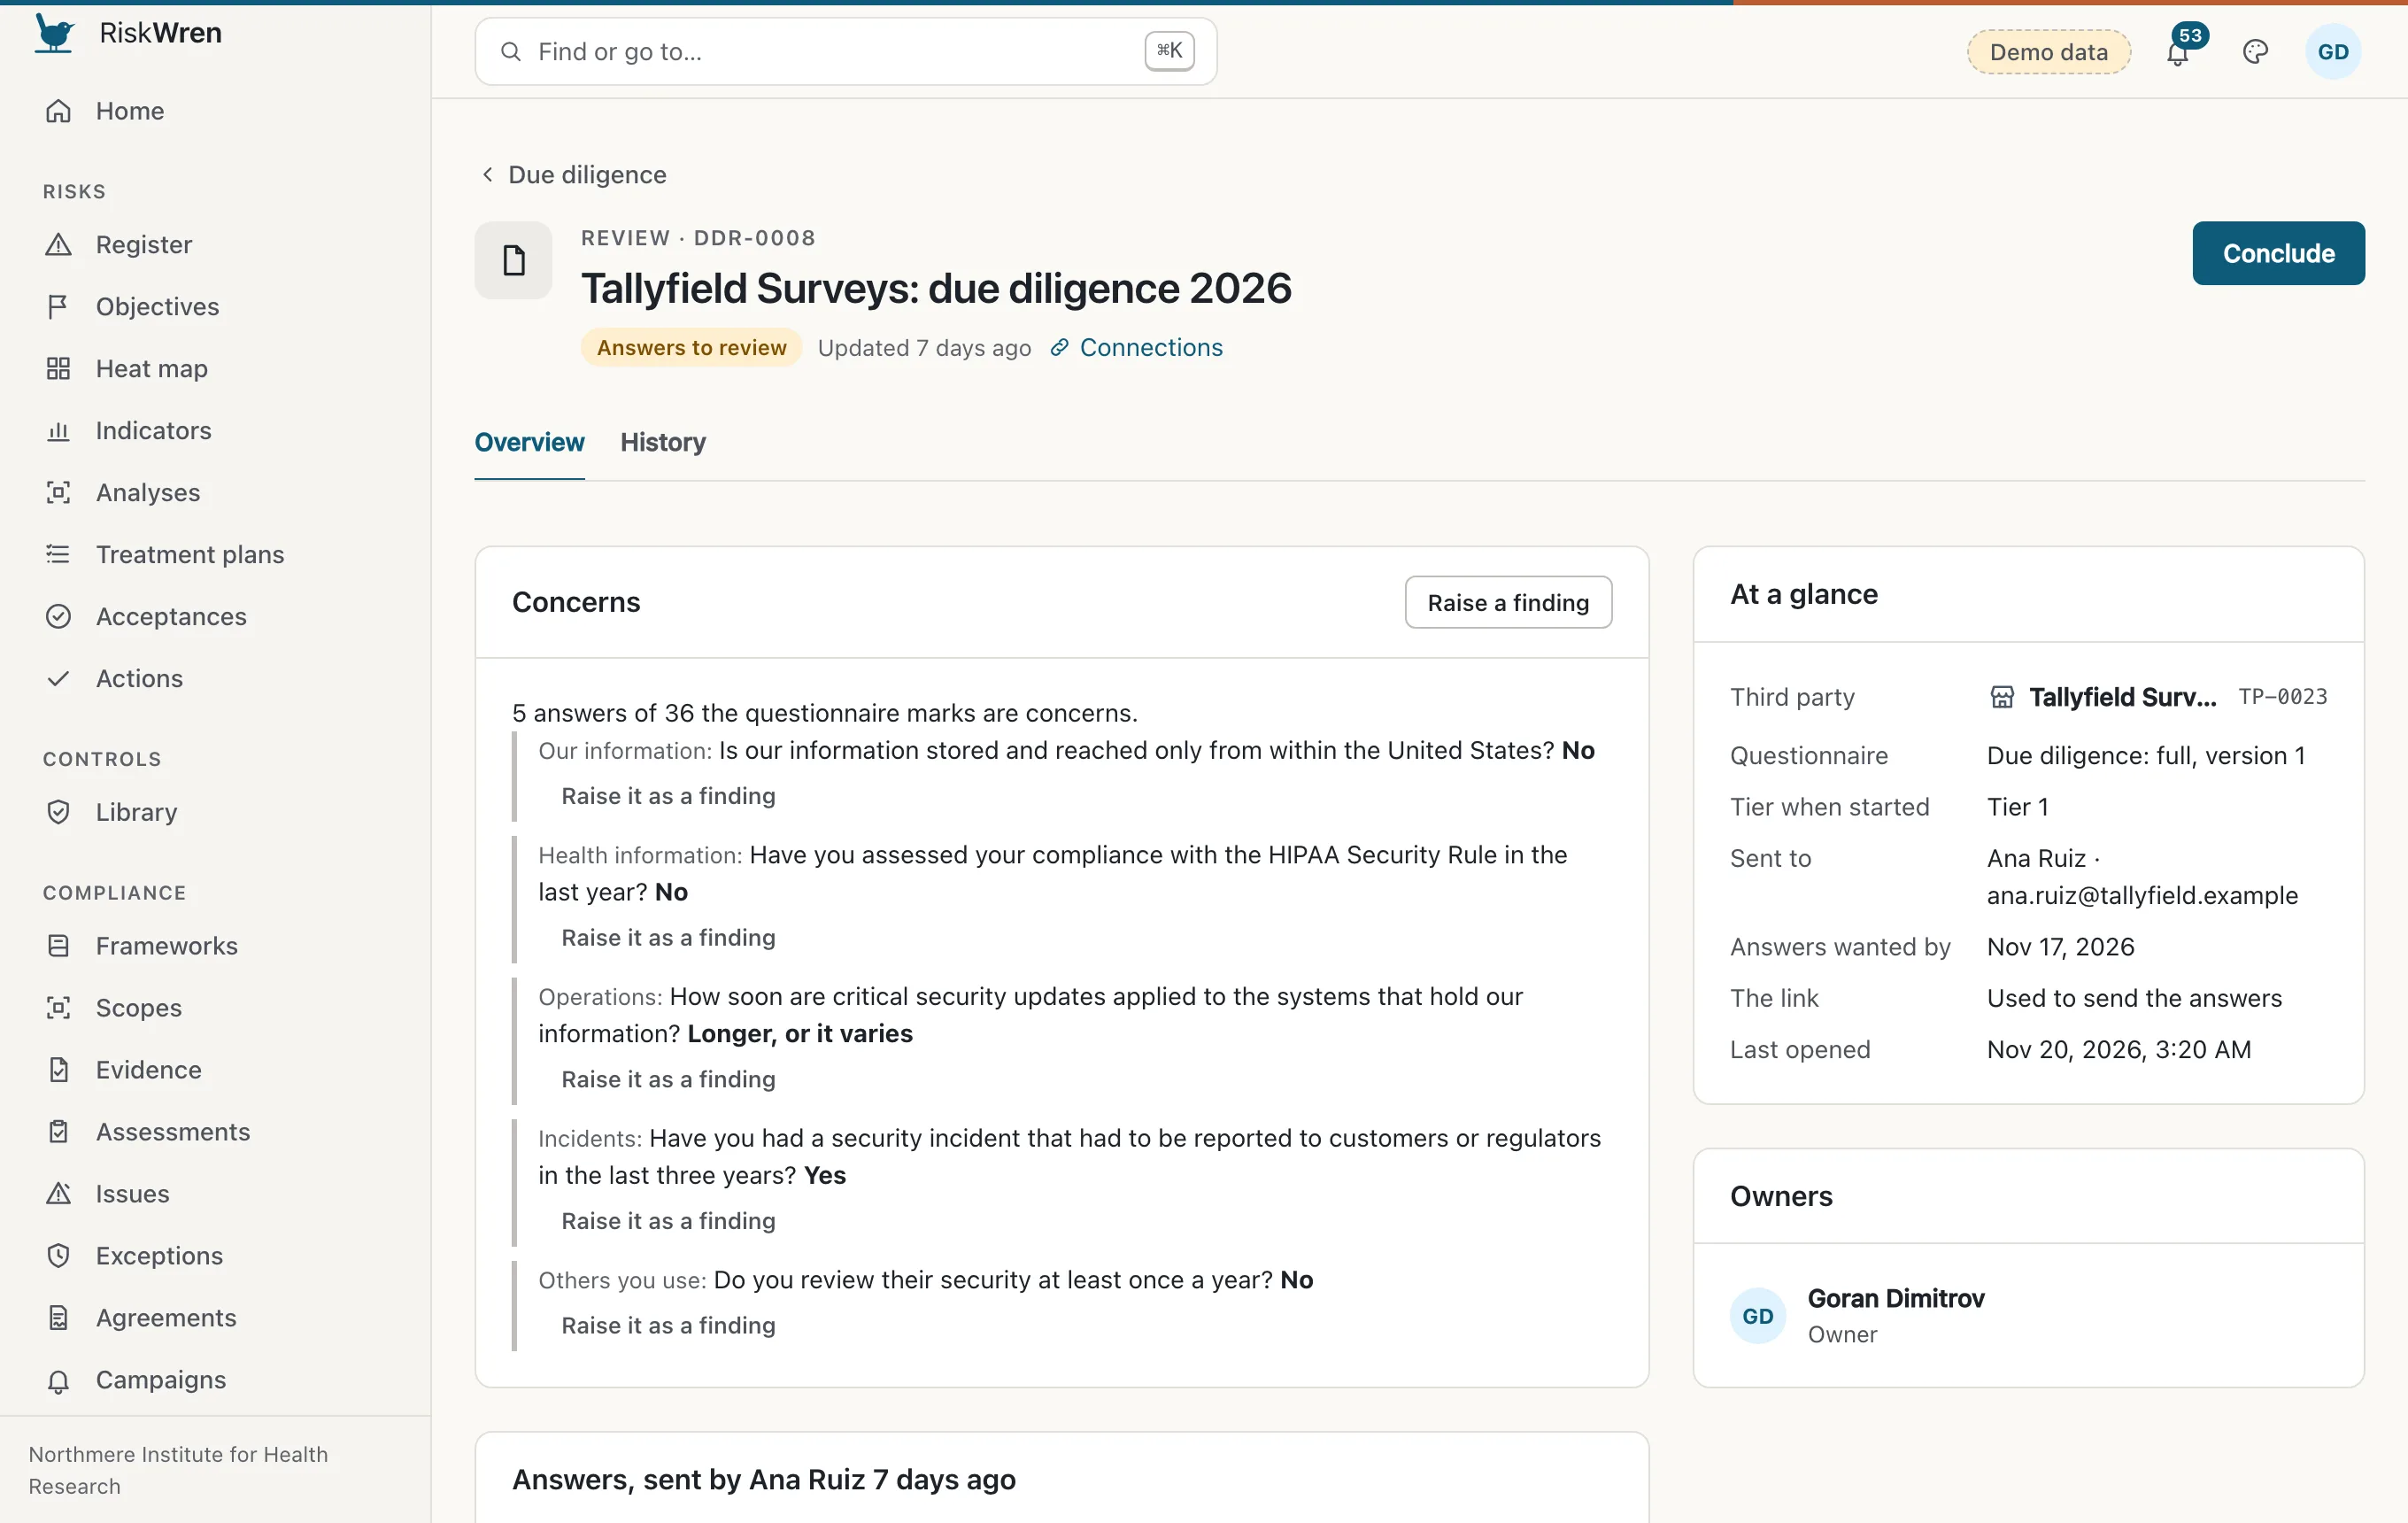 RiskWren
Home
RISKS
Register
Objectives
Heat map
Indicators
Analyses
Treatment plans
Acceptances
Actions
CONTROLS
Library
COMPLIANCE
Frameworks
Scopes
Evidence
Assessments
Issues
Exceptions
Agreements
Campaigns
Northmere Institute for Health
Research
Find or go to...
⌘K
Demo data
53
GD
Due diligence
REVIEW · DDR-0008
Tallyfield Surveys: due diligence 2026
Conclude
Answers to review
Updated 7 days ago
Connections
Overview
History
Concerns
Raise a finding
5 answers of 36 the questionnaire marks are concerns.
Our information: Is our information stored and reached only from within the United States? No
Raise it as a finding
Health information: Have you assessed your compliance with the HIPAA Security Rule in the
last year? No
Raise it as a finding
Operations: How soon are critical security updates applied to the systems that hold our
information? Longer, or it varies
Raise it as a finding
Incidents: Have you had a security incident that had to be reported to customers or regulators
in the last three years? Yes
Raise it as a finding
Others you use: Do you review their security at least once a year? No
Raise it as a finding
Answers, sent by Ana Ruiz 7 days ago
At a glance
Third party Tallyfield Surv... TP-0023
Questionnaire Due diligence: full, version 1
Tier when started Tier 1
Sent to Ana Ruiz ·
ana.ruiz@tallyfield.example
Answers wanted by Nov 17, 2026
The link Used to send the answers
Last opened Nov 20, 2026, 3:20 AM
Owners
GD
Goran Dimitrov
Owner